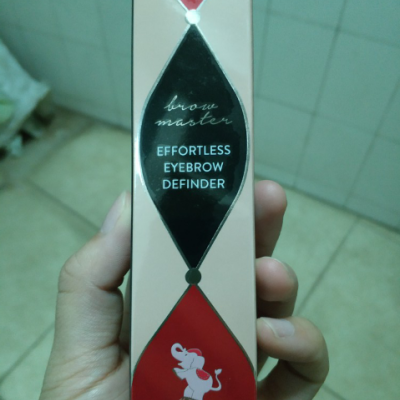 brow
master
EFFORTLESS
EYEBROW
DEFINDER